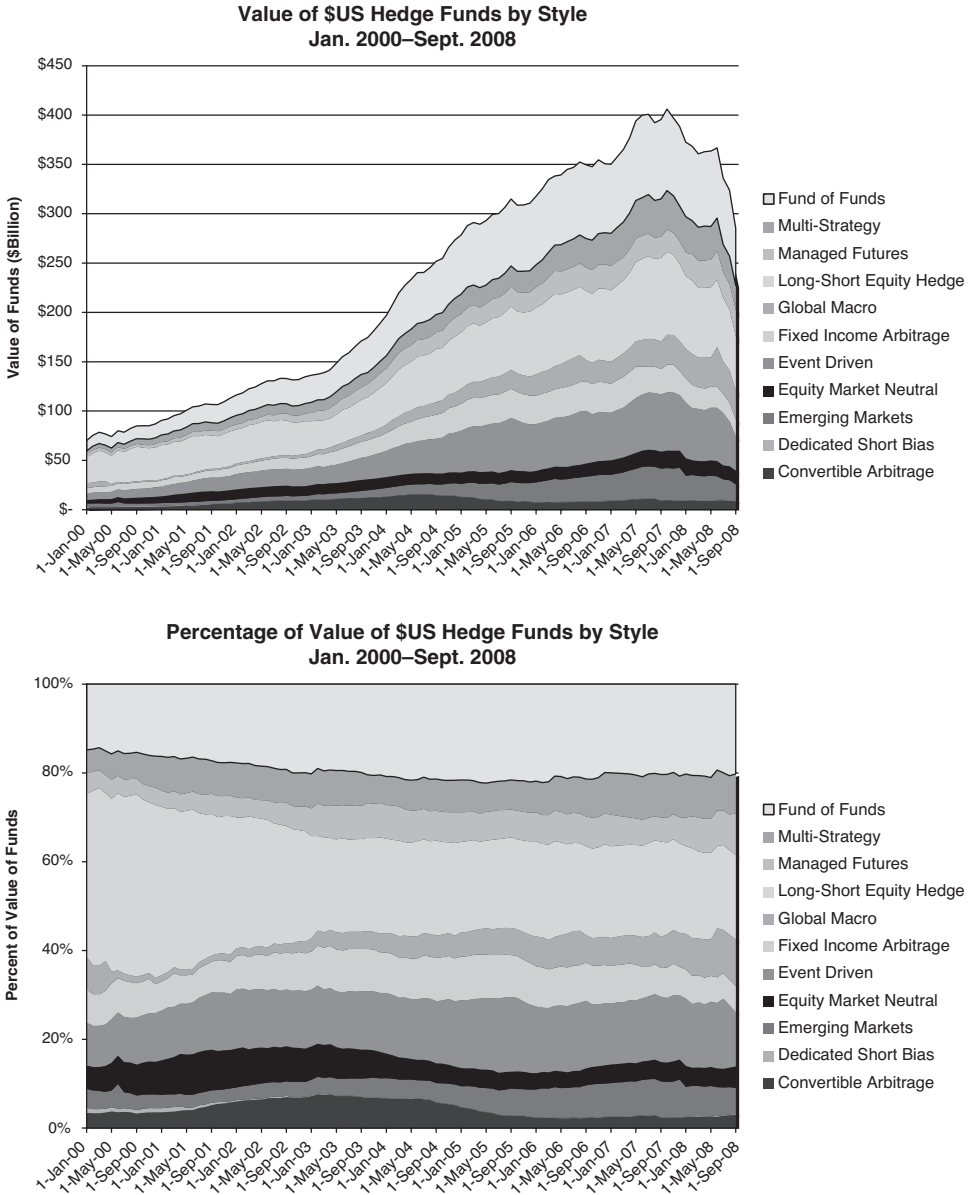 Value of $US Hedge Funds by Style
Jan. 2000–Sept. 2008
Value of Funds ($Billion)
$450
$400
$350
$300
$250
$200
$150
$100
$50
$-
1-Jan-00
1-May-00
1-Sep-00
1-Jan-01
1-May-01
1-Sep-01
1-Jan-02
1-May-02
1-Sep-02
1-Jan-03
1-May-03
1-Sep-03
1-Jan-04
1-May-04
1-Sep-04
1-Jan-05
1-May-05
1-Sep-05
1-Jan-06
1-May-06
1-Sep-06
1-Jan-07
1-May-07
1-Sep-07
1-Jan-08
1-May-08
1-Sep-08
Fund of Funds
Multi-Strategy
Managed Futures
Long-Short Equity Hedge
Global Macro
Fixed Income Arbitrage
Event Driven
Equity Market Neutral
Emerging Markets
Dedicated Short Bias
Convertible Arbitrage
Percentage of Value of $US Hedge Funds by Style
Jan. 2000–Sept. 2008
Percent of Value of Funds
100%
80%
60%
40%
20%
0%
1-Jan-00
1-May-00
1-Sep-00
1-Jan-01
1-May-01
1-Sep-01
1-Jan-02
1-May-02
1-Sep-02
1-Jan-03
1-May-03
1-Sep-03
1-Jan-04
1-May-04
1-Sep-04
1-Jan-05
1-May-05
1-Sep-05
1-Jan-06
1-May-06
1-Sep-06
1-Jan-07
1-May-07
1-Sep-07
1-Jan-08
1-May-08
1-Sep-08
Fund of Funds
Multi-Strategy
Managed Futures
Long-Short Equity Hedge
Global Macro
Fixed Income Arbitrage
Event Driven
Equity Market Neutral
Emerging Markets
Dedicated Short Bias
Convertible Arbitrage